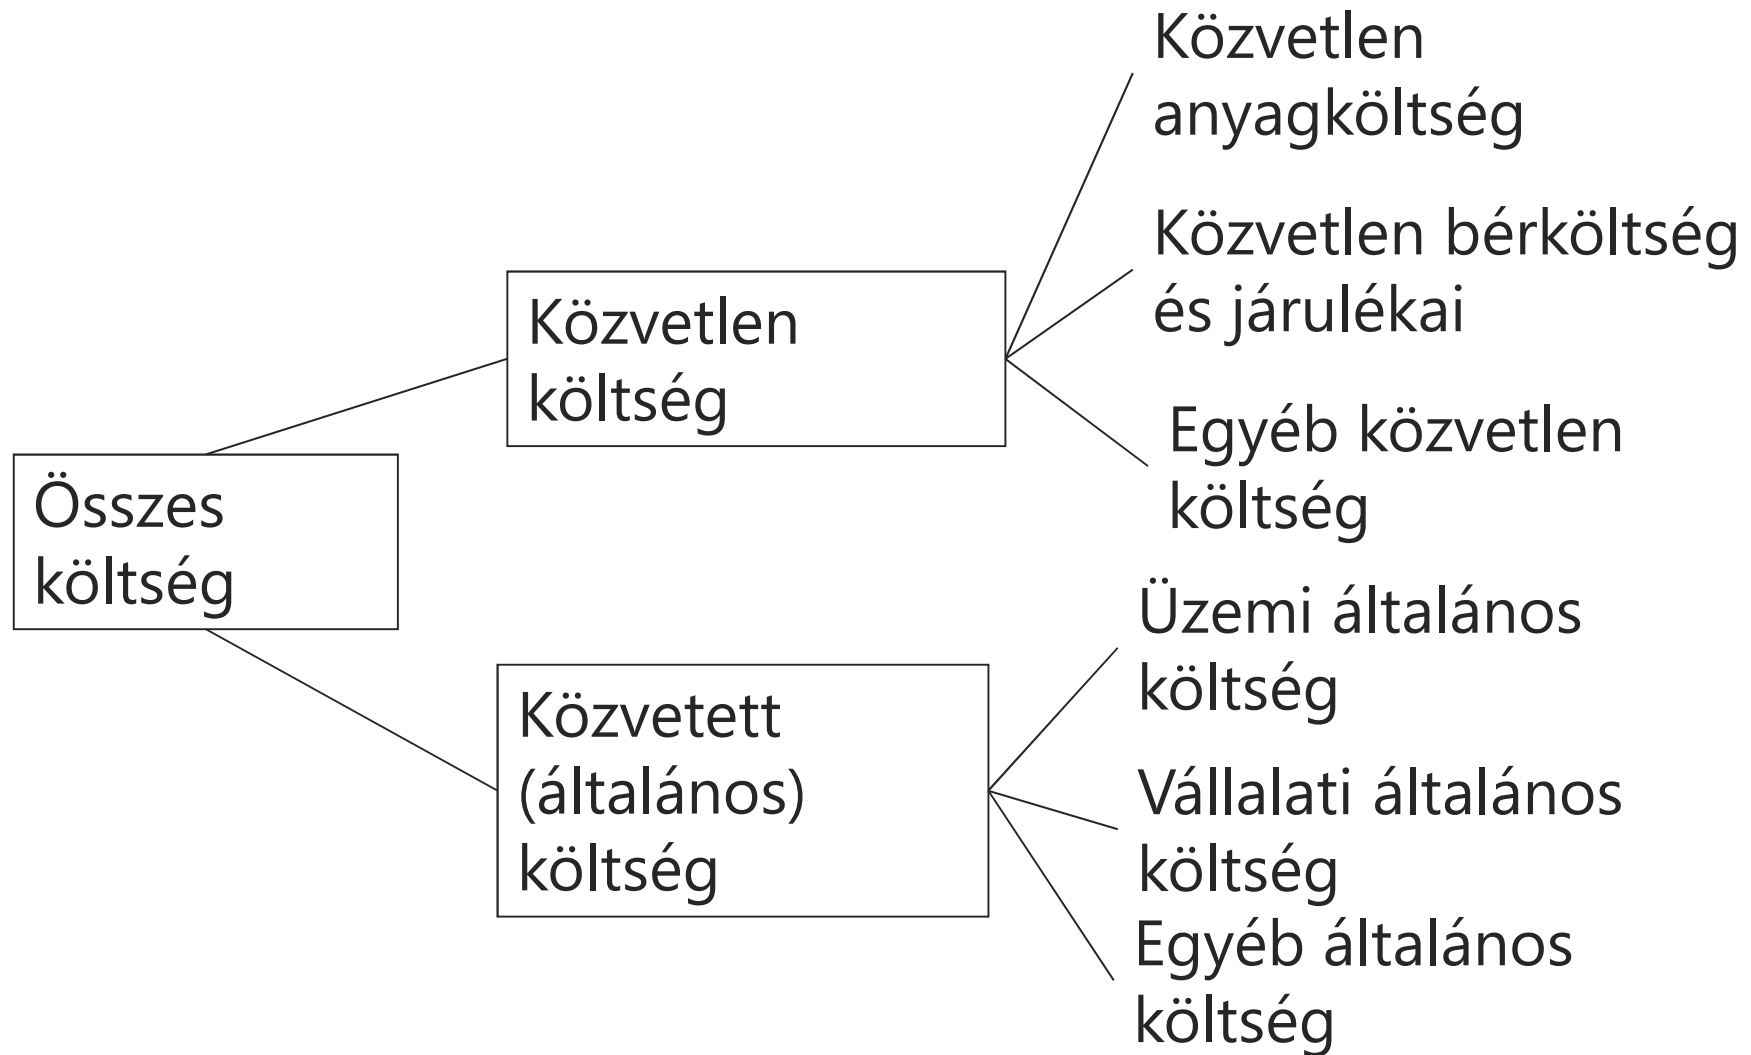 Összes
költség
Közvetlen
költség
Közvetlen
anyagköltség
Közvetlen bérköltség
és járulékai
Egyéb közvetlen
költség
Közvetett
(általános)
költség
Üzemi általános
költség
Vállalati általános
költség
Egyéb általános
költség